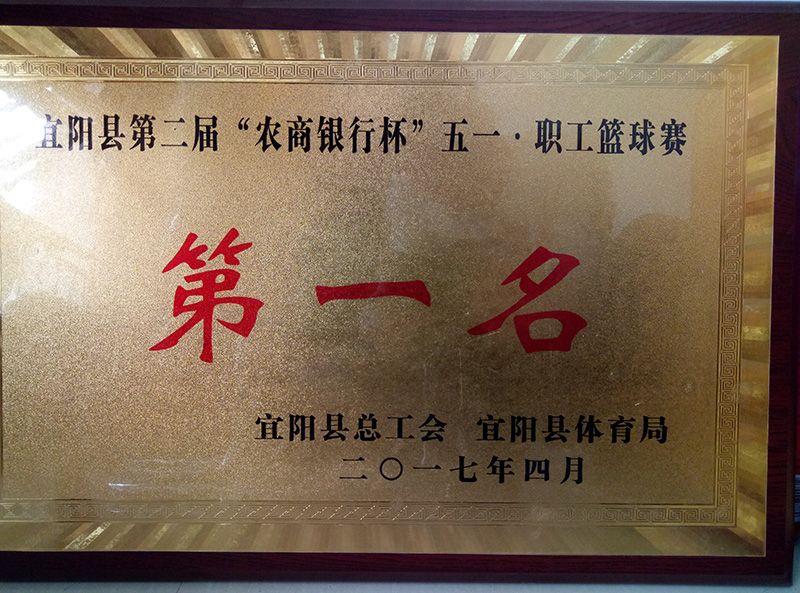 宜阳县第二届“农商银行杯”五一·职工篮球赛
第一名
宜阳县总工会 宜阳县体育局
二〇一七年四月